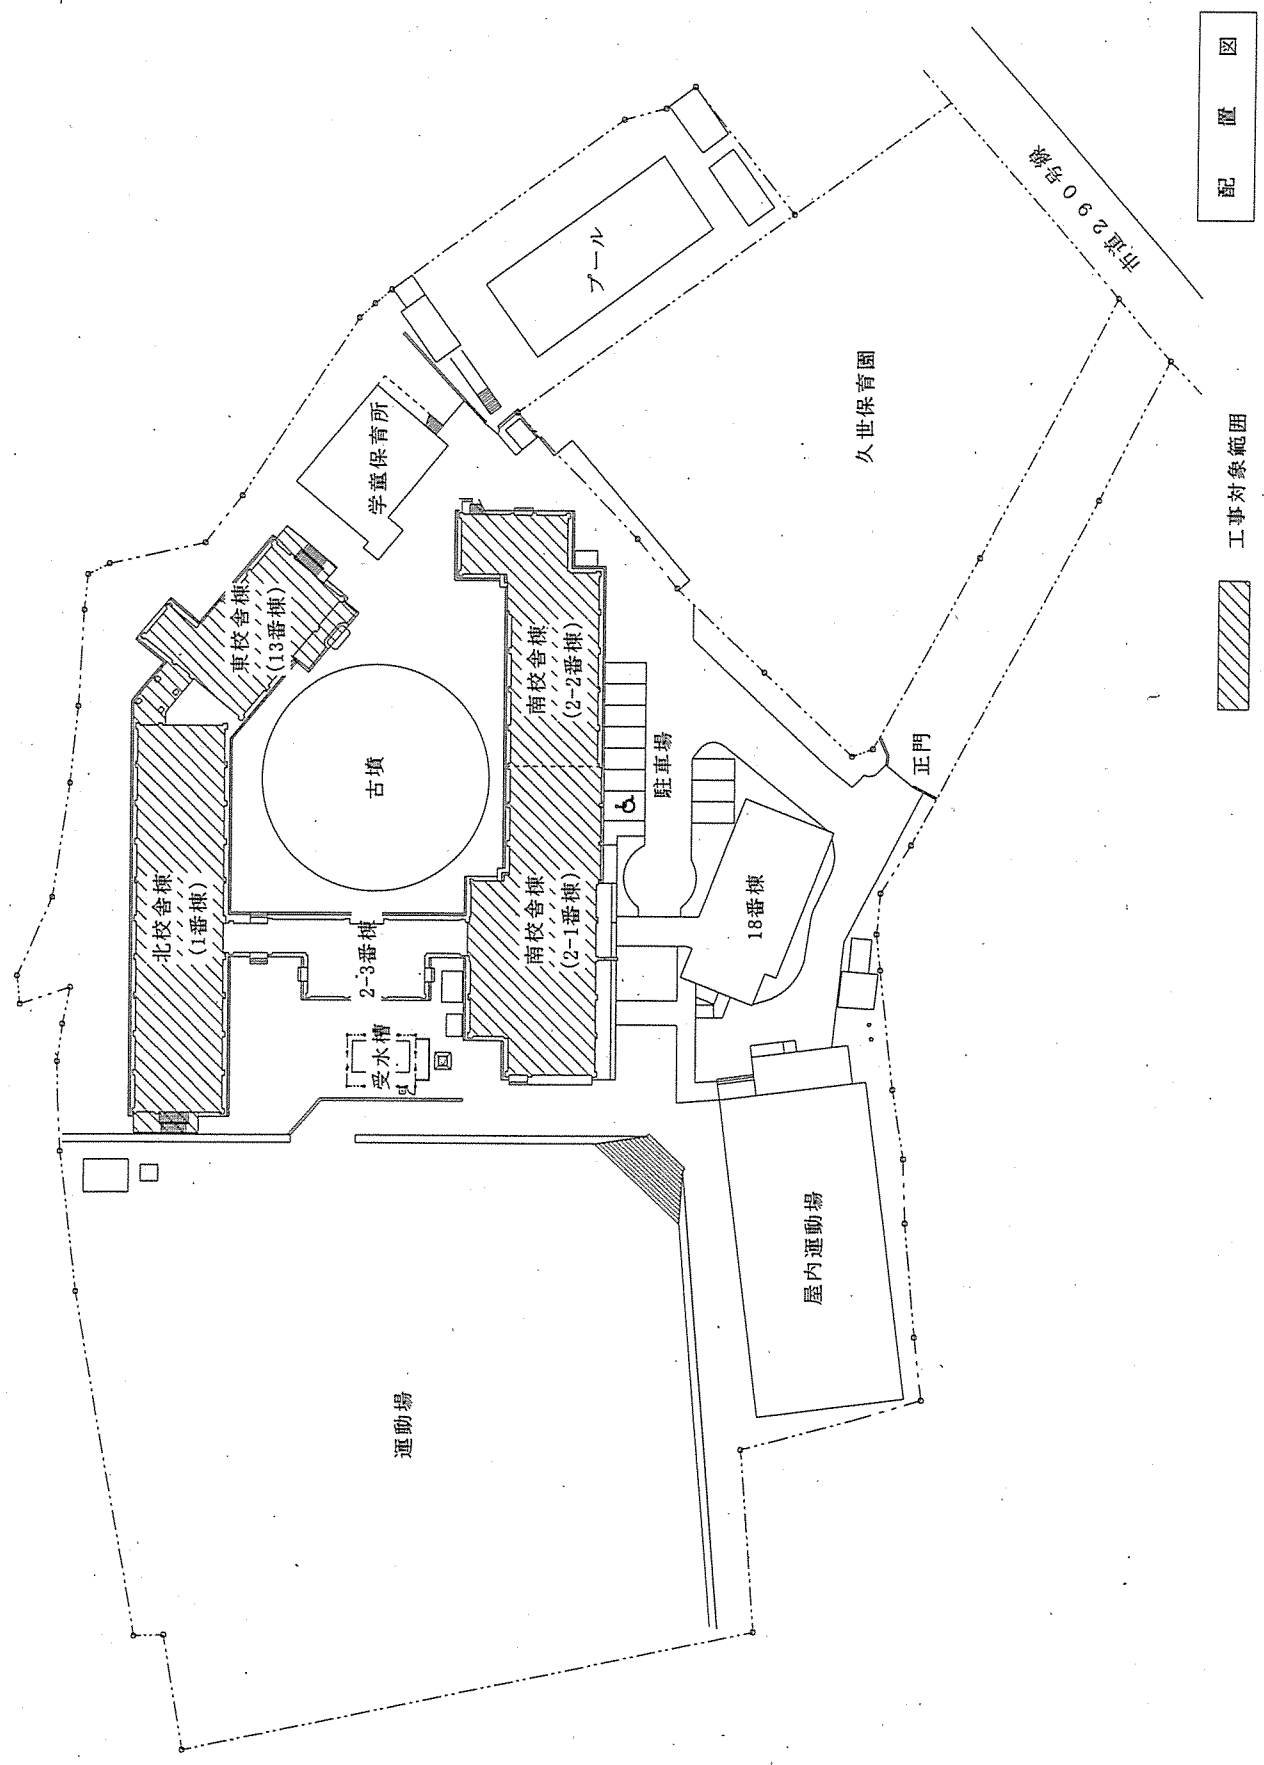 配置図
市道290号線
プール
久世保育園
工事対象範囲
学童保育所
東校舎棟
(13番棟)
南校舎棟
(2-2番棟)
古墳
駐車場
正門
北校舎棟
(1番棟)
2-3番棟
南校舎棟
(2-1番棟)
18番棟
受水槽
屋内運動場
運動場